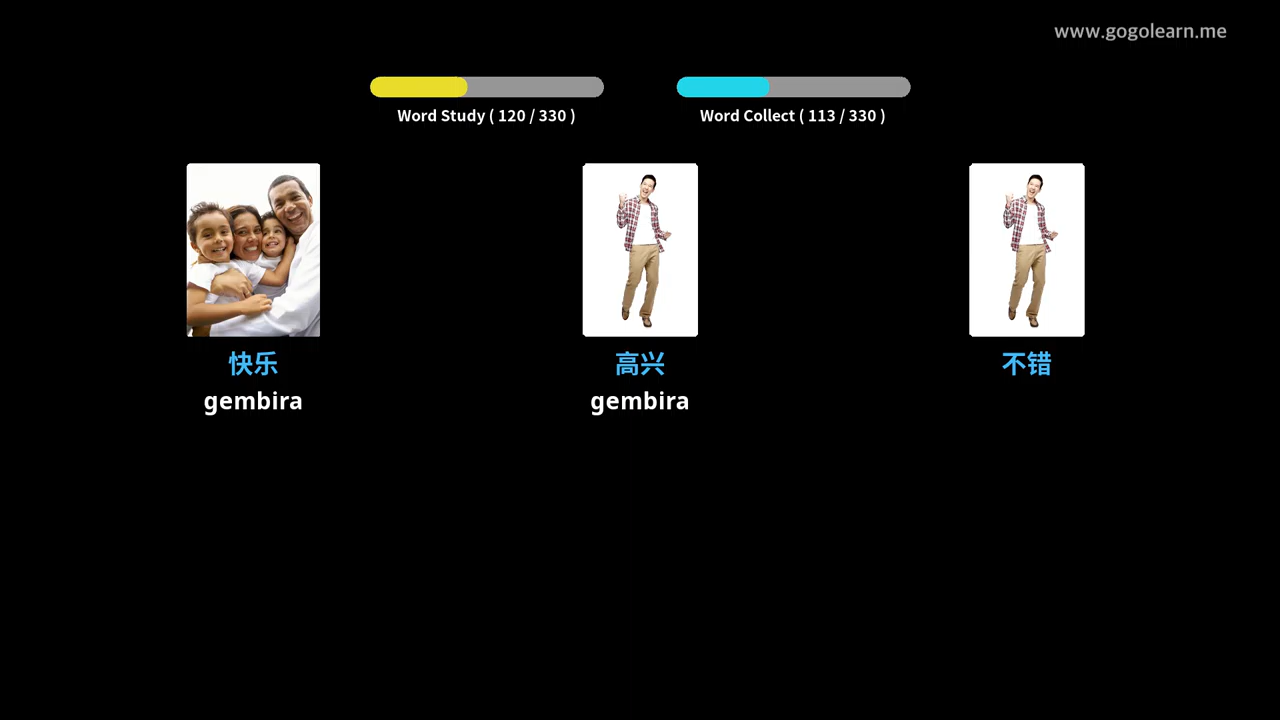 www.gogolearn.me
Word Study ( 120 / 330 )
Word Collect ( 113 / 330 )
快乐
高兴
不错
gembira
gembira